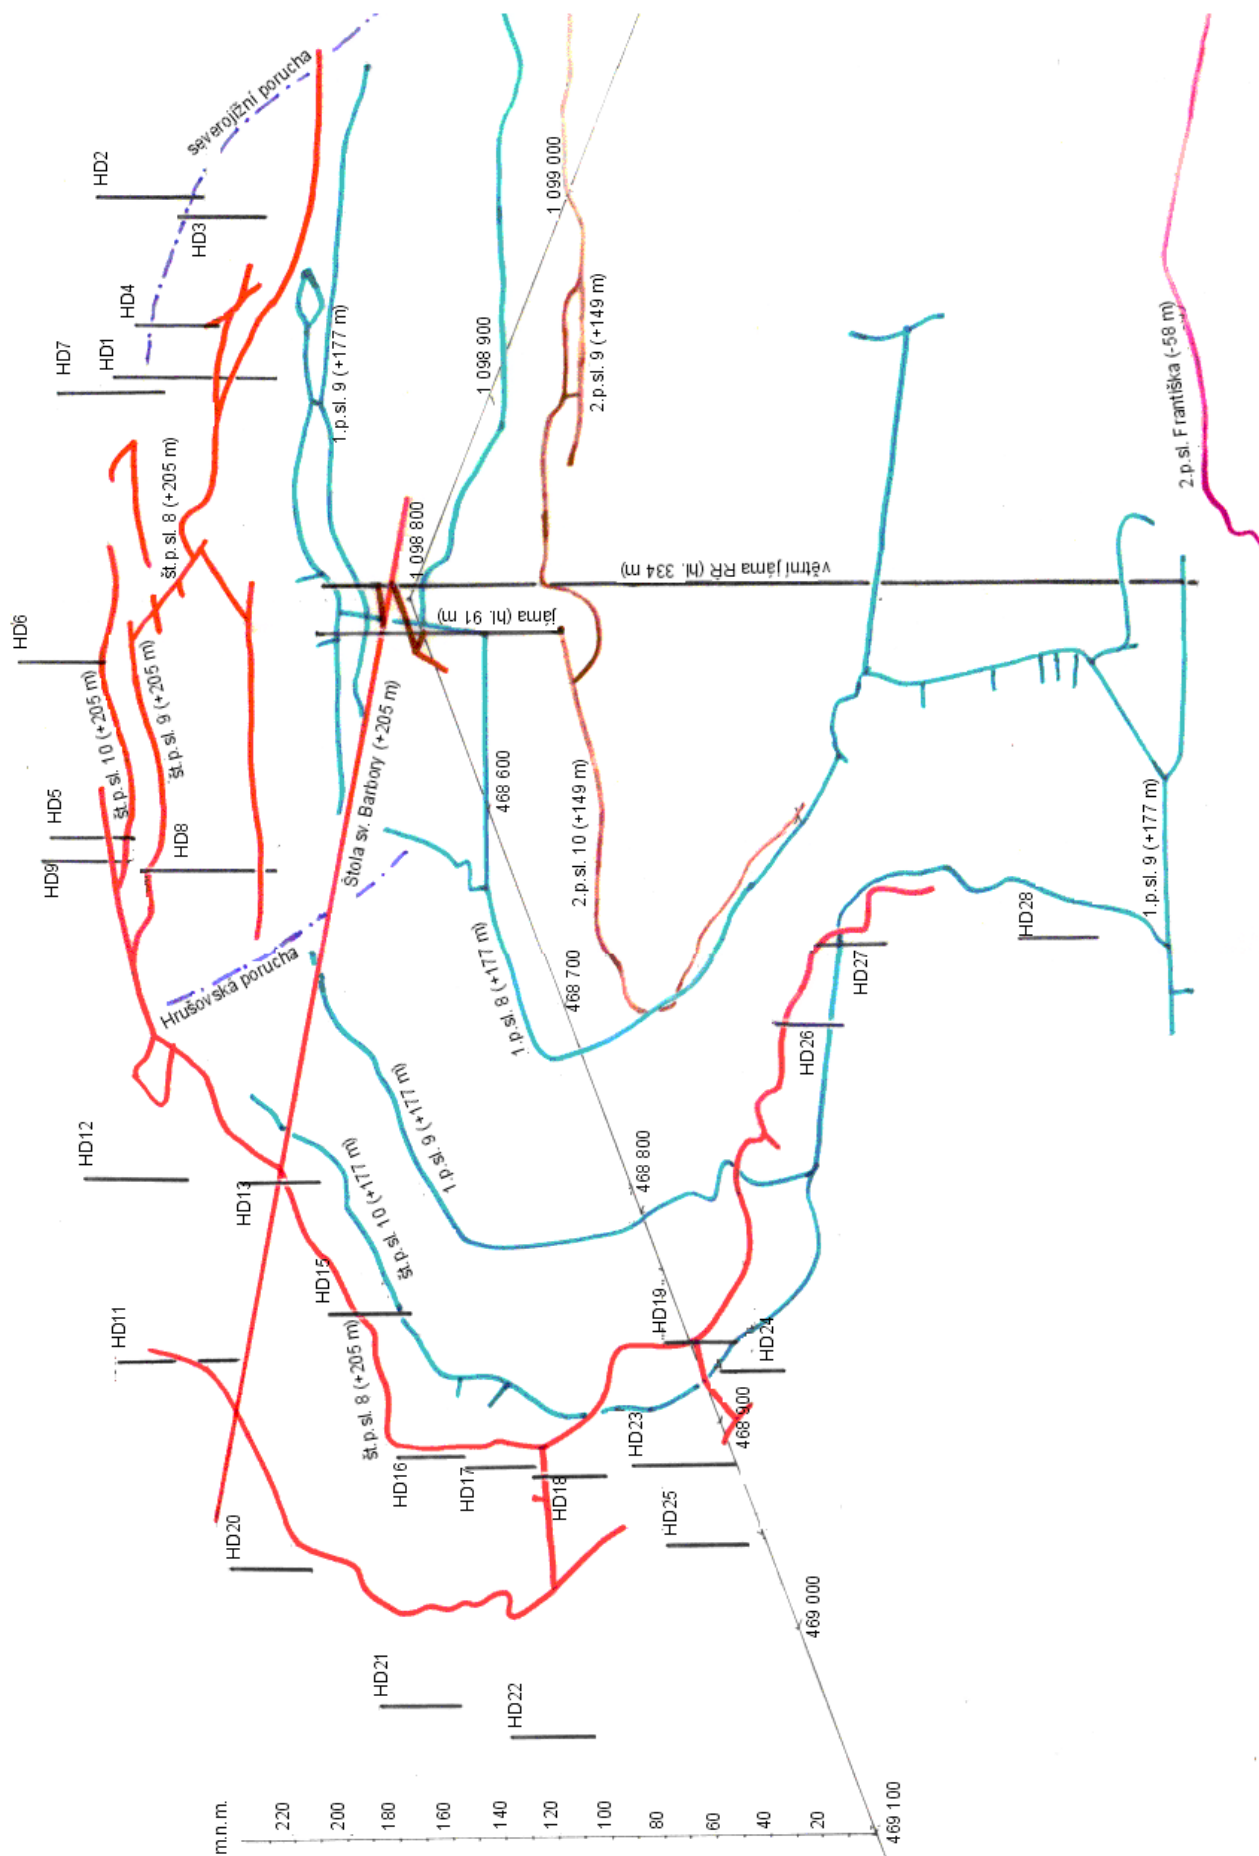 severojižní porucha
HD2
HD3
HD4
HD1
HD7
1 099 000
1.p.sl. 9 (+177 m)
2.p.sl. 9 (+149 m)
2.p.sl. Františka (-58 m)
1 098 900
št.p.sl. 8 (+205 m)
1 098 800
větrní jáma RŘ (hl. 334 m)
jáma (hl. 91 m)
HD6
št.p.sl. 10 (+205 m)
št.p.sl. 9 (+205 m)
Štola sv. Barbory (+205 m)
HD5
HD9
HD8
468 600
2.p.sl. 10 (+149 m)
1.p.sl. 9 (+177 m)
Hrušovská porucha
1.p.sl. 8 (+177 m)
468 700
HD28
HD27
HD26
HD12
HD13
1.p.sl. 9 (+177 m)
št.p.sl. 10 (+177 m)
468 800
HD15
HD11
HD19
HD24
št.p.sl. 8 (+205 m)
468 900
HD16
HD17
HD18
HD23
HD25
HD20
469 000
HD21
HD22
m.n.m.
220
200
180
160
140
120
100
80
60
40
20
469 100